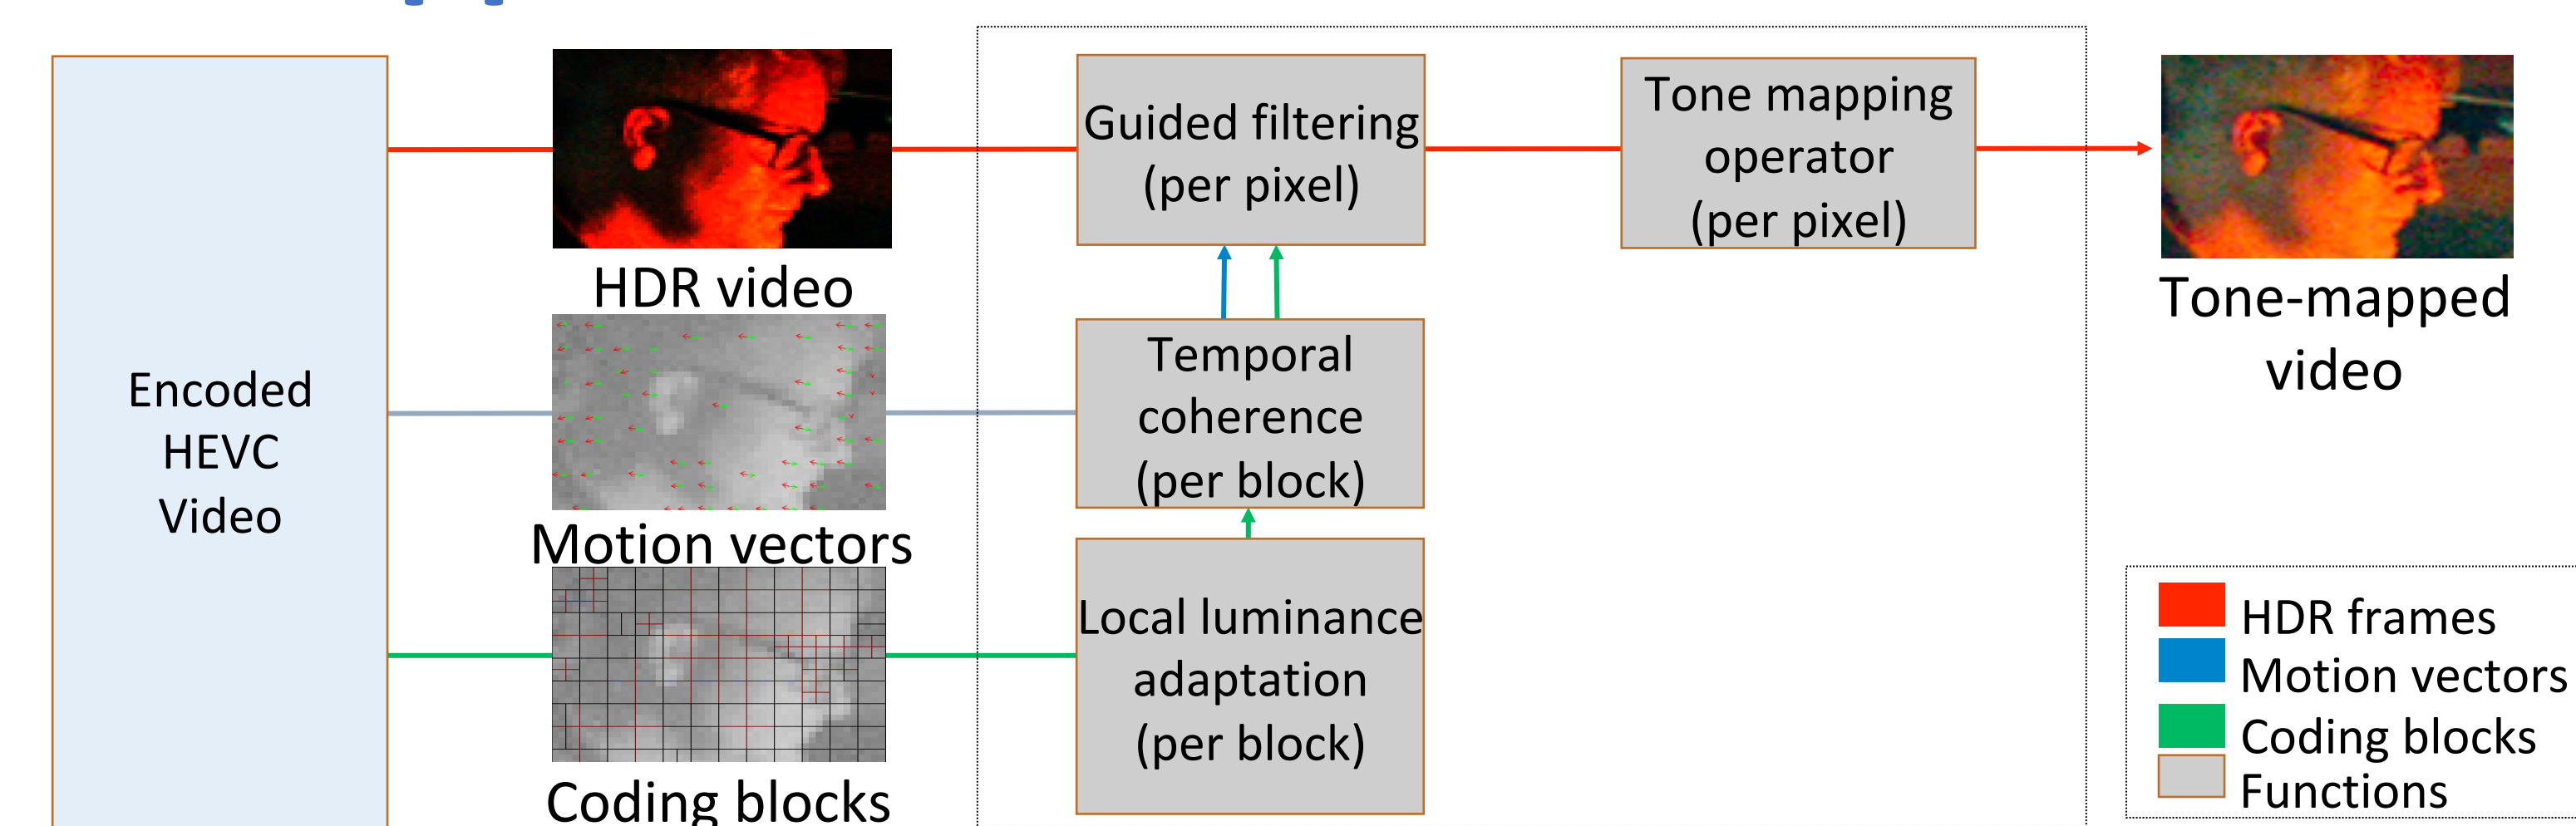 Encoded
HEVC
Video
HDR video
Motion vectors
Coding blocks
Guided filtering
(per pixel)
Temporal
coherence
(per block)
Local luminance
adaptation
(per block)
Tone mapping
operator
(per pixel)
Tone-mapped
video
HDR frames
Motion vectors
Coding blocks
Functions